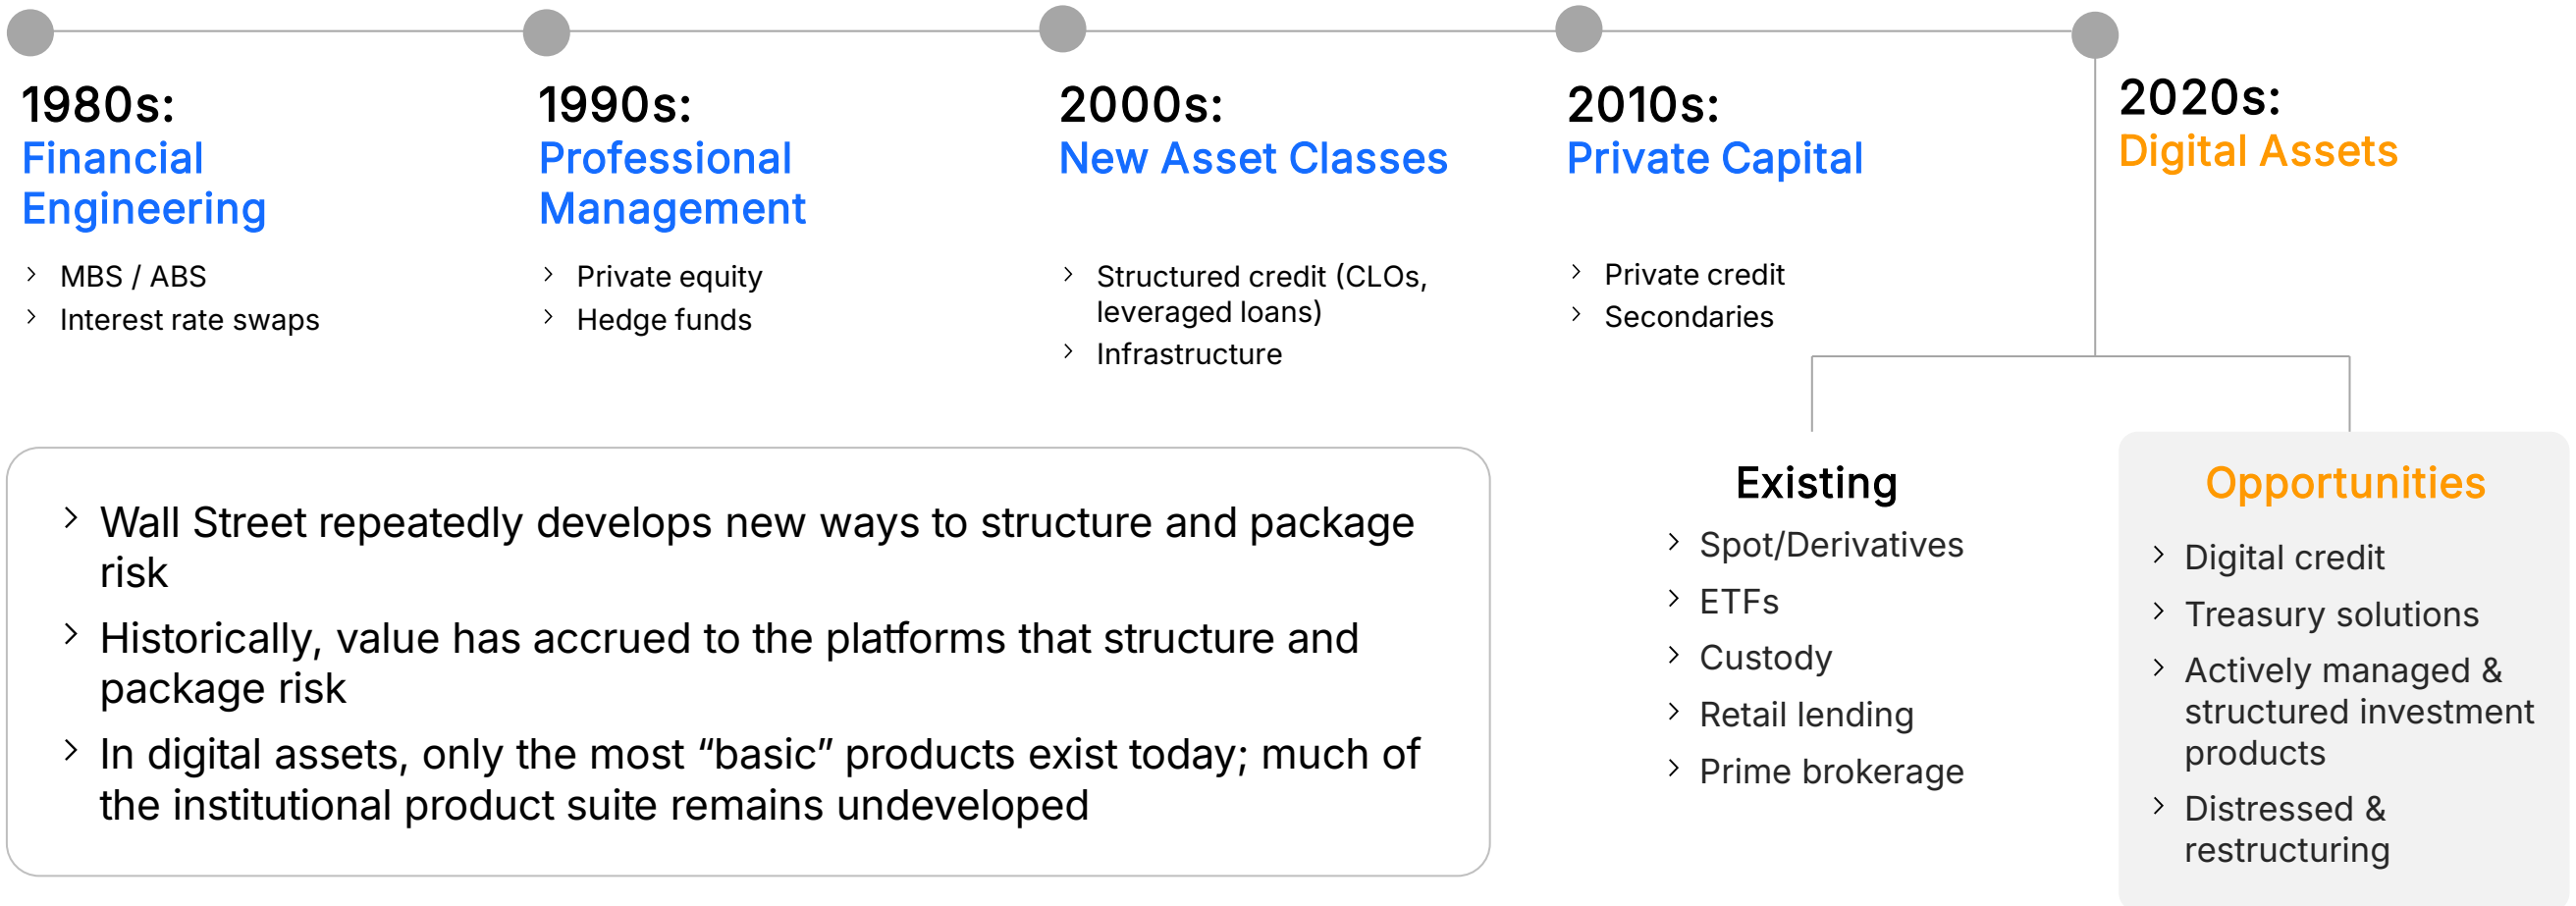 1980s:
Financial
Engineering
MBS / ABS
Interest rate swaps
1990s:
Professional
Management
Private equity
Hedge funds
2000s:
New Asset Classes
Structured credit (CLOs,
leveraged loans)
Infrastructure
2010s:
Private Capital
Private credit
Secondaries
2020s:
Digital Assets
Wall Street repeatedly develops new ways to structure and package
risk
Historically, value has accrued to the platforms that structure and
package risk
In digital assets, only the most “basic” products exist today; much of
the institutional product suite remains undeveloped
Existing
Spot/Derivatives
ETFs
Custody
Retail lending
Prime brokerage
Opportunities
Digital credit
Treasury solutions
Actively managed &
structured investment
products
Distressed &
restructuring